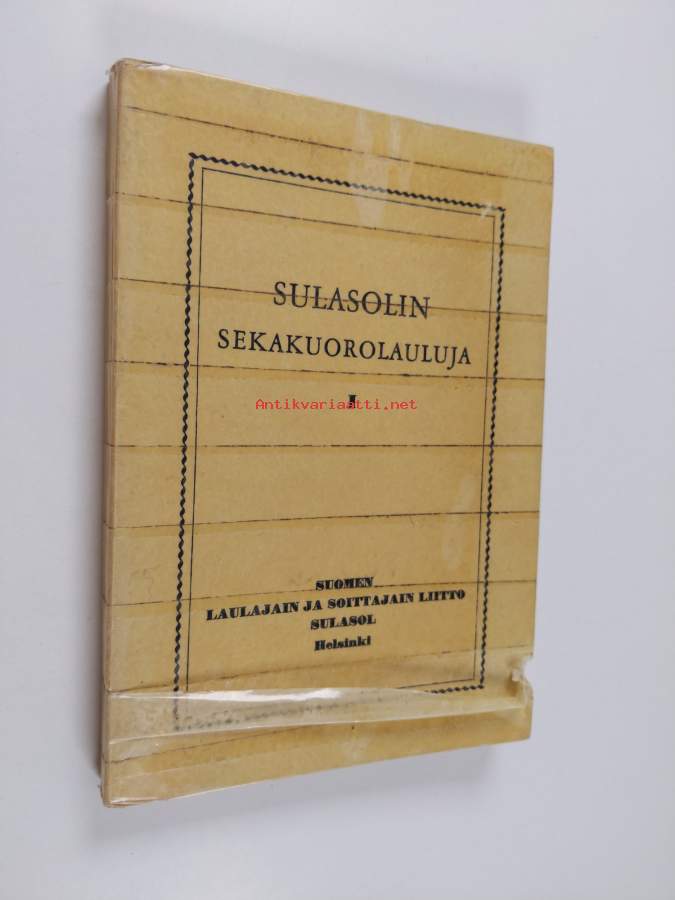 SULASOLIN
SEKAKUOROLAULUJA
I
Antikvariaatti.net
SUOMEN
LAULAJAIN JA SOITTAJAIN LIITTO
SULASOL
Helsinki